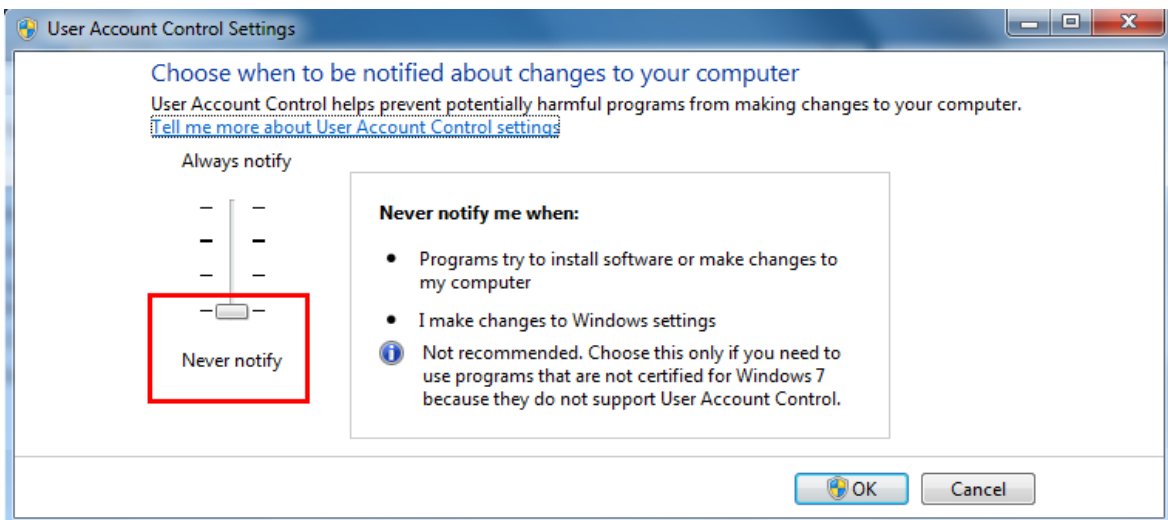 User Account Control Settings
Choose when to be notified about changes to your computer
User Account Control helps prevent potentially harmful programs from making changes to your computer.
Tell me more about User Account Control settings
Always notify
Never notify
Never notify me when:
Programs try to install software or make changes to
my computer
I make changes to Windows settings
Not recommended. Choose this only if you need to
use programs that are not certified for Windows 7
because they do not support User Account Control.
OK
Cancel